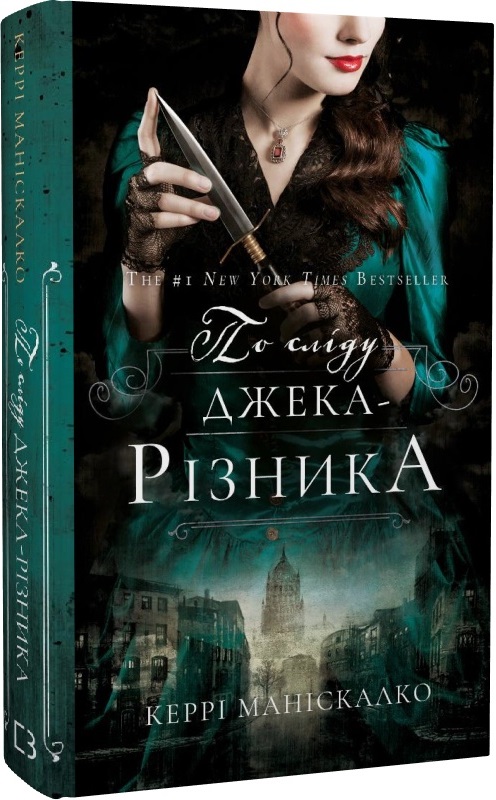 КЕРРІ МАНІСКАЛКО
По сліду ДЖЕКА-РІЗНИКА
THE #1 NEW YORK TIMES BESTSELLER
По сліду
ДЖЕКА-
РІЗНИКА
КЕРРІ МАНІСКАЛКО